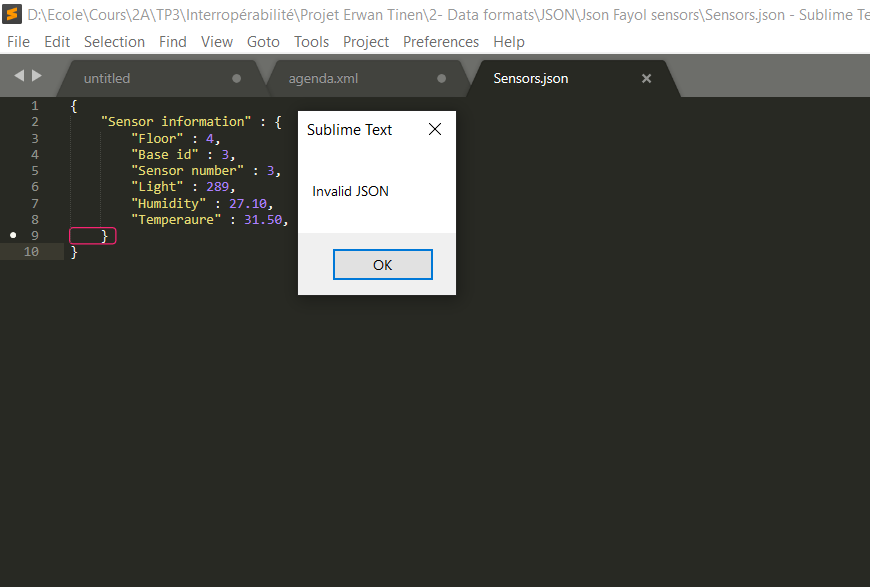 D:\Ecole\Cours\2A\TP3\Interropérabilité\Projet Erwan Tinen\2- Data formats\JSON\Json Fayol sensors\Sensors.json - Sublime Te
File Edit Selection Find View Goto Tools Project Preferences Help
untitled agenda.xml Sensors.json
1 {
2 "Sensor information" : {
3 "Floor" : 4,
4 "Base id" : 3,
5 "Sensor number" : 3,
6 "Light" : 289,
7 "Humidity" : 27.10,
8 "Temperaure" : 31.50,
9 }
10 }
Sublime Text
Invalid JSON
OK